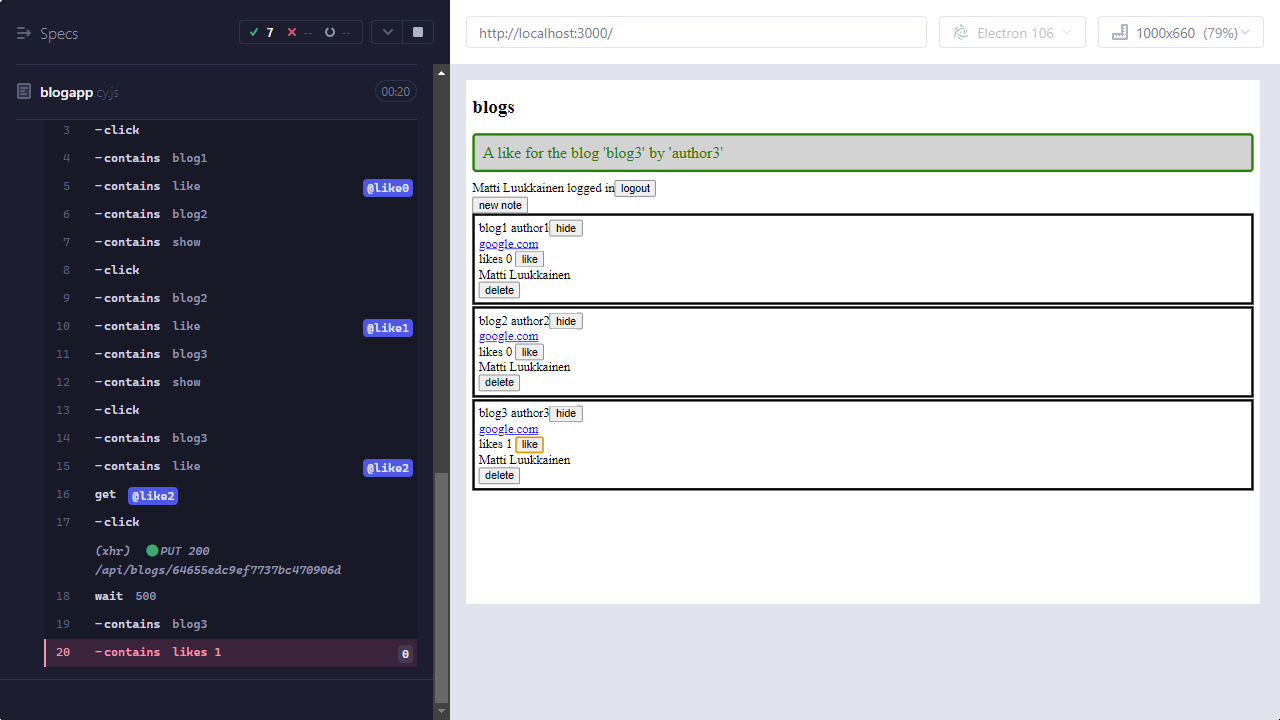 Specs
7 -- --
blogapp.cy.js 00:20
3 -click
4 -contains blog1
5 -contains like @like0
6 -contains blog2
7 -contains show
8 -click
9 -contains blog2
10 -contains like @like1
11 -contains blog3
12 -contains show
13 -click
14 -contains blog3
15 -contains like @like2
16 get @like2
17 -click
(xhr) PUT 200
/api/blogs/64655edc9ef7737bc470906d
18 wait 500
19 -contains blog3
20 -contains likes 1 0
http://localhost:3000/
Electron 106
1000x660 (79%)
blogs
A like for the blog 'blog3' by 'author3'
Matti Luukkainen logged in logout
new note
blog1 author1 hide
google.com
likes 0 like
Matti Luukkainen
delete
blog2 author2 hide
google.com
likes 0 like
Matti Luukkainen
delete
blog3 author3 hide
google.com
likes 1 like
Matti Luukkainen
delete